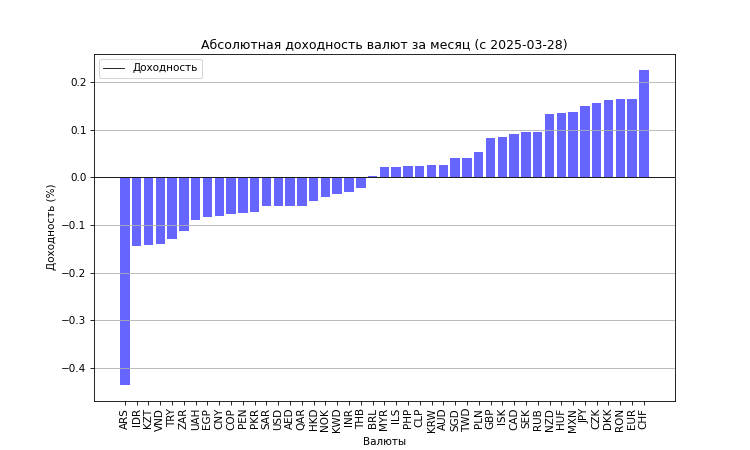 Абсолютная доходность валют за месяц (с 2025-03-28)
Доходность
0.2
0.1
0.0
−0.1
−0.2
−0.3
−0.4
Доходность (%)
ARS IDR KZT VND TRY ZAR UAH EGP CNY COP PEN PKR SAR USD AED QAR HKD NOK KWD INR THB BRL MYR ILS PHP CLP KRW AUD SGD TWD PLN GBP ISK CAD SEK RUB NZD HUF MXN JPY CZK DKK RON EUR CHF
Валюты